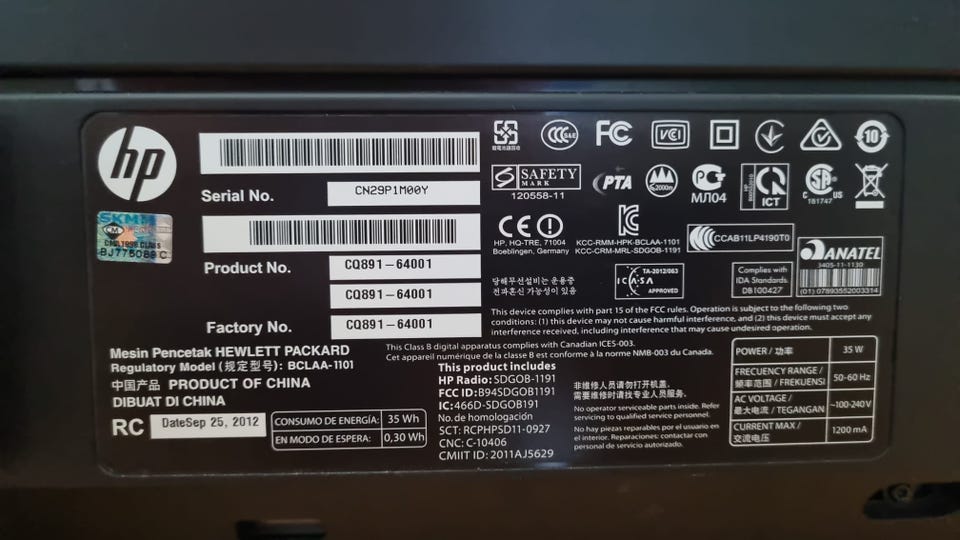 hp
Serial No. CN29P1M00Y
SKMM
BJ775089 C
Product No. CQ891-64001
CQ891-64001
Factory No. CQ891-64001
Mesin Pencetak HEWLETT PACKARD
Regulatory Model (规定型号): BCLAA-1101
中国产品 PRODUCT OF CHINA
DIBUAT DI CHINA
RC DateSep 25, 2012
CONSUMO DE ENERGÍA: 35 Wh
EN MODO DE ESPERA: 0,30 Wh
CCC S&E
FC
VCI
10
S SAFETY
MARK
120558-11
PTA
2000m
МЛ04
ICT
SA
C US
161747
CE
HP, HQ-TRE, 71004
Boeblingen, Germany
KCC-RMM-HPK-BCLAA-1101
KCC-CRM-MRL-SDGOB-1191
CCAB11LP4190T0
ANATEL
3405-11-1130
(01) 07893552003314
당해무선설비는 운용중
전파혼신 가능성이 있음
ICASA
TA-2012/063
APPROVED
Complies with
IDA Standards
DB100427
This device complies with part 15 of the FCC rules. Operation is subject to the following two
conditions: (1) this device may not cause harmful interference, and (2) this device must accept any
interference received, including interference that may cause undesired operation.
This Class B digital apparatus complies with Canadian ICES-003.
Cet appareil numérique de la classe B est conforme à la norme NMB-003 du Canada.
This product includes
HP Radio: SDGOB-1191
FCC ID: B94SDGOB1191
IC: 466D-SDGOB191
No. de homologación
SCT: RCPHPSD11-0927
CNC: C-10406
CMIIT ID: 2011AJ5629
非维修人员请勿打开机盖、
需要维修时请找专业人员。
No operator serviceable parts inside. Refer
servicing to qualified service personnel.
No hay piezas reparables por el usuario en
el interior. Reparaciones: contactar con
personal de servicio autorizado.
POWER / 功率 35 W
FRECUENCY RANGE /
频率范围 / FREKUENSI 50-60 Hz
AC VOLTAGE /
最大电流 / TEGANGAN ~100-240V
CURRENT MAX /
交流电压 1200 mA